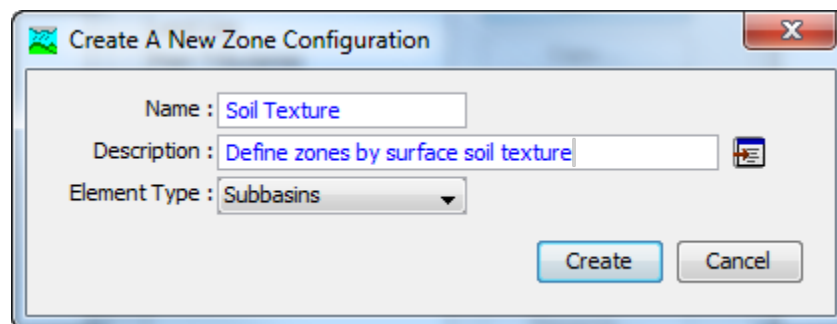 Create A New Zone Configuration
Name : Soil Texture
Description : Define zones by surface soil texture
Element Type : Subbasins
Create Cancel